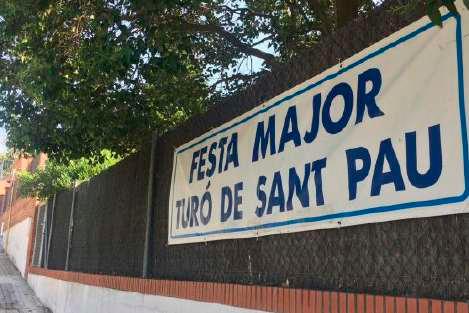 FESTA MAJOR
TURÓ DE SANT PAU